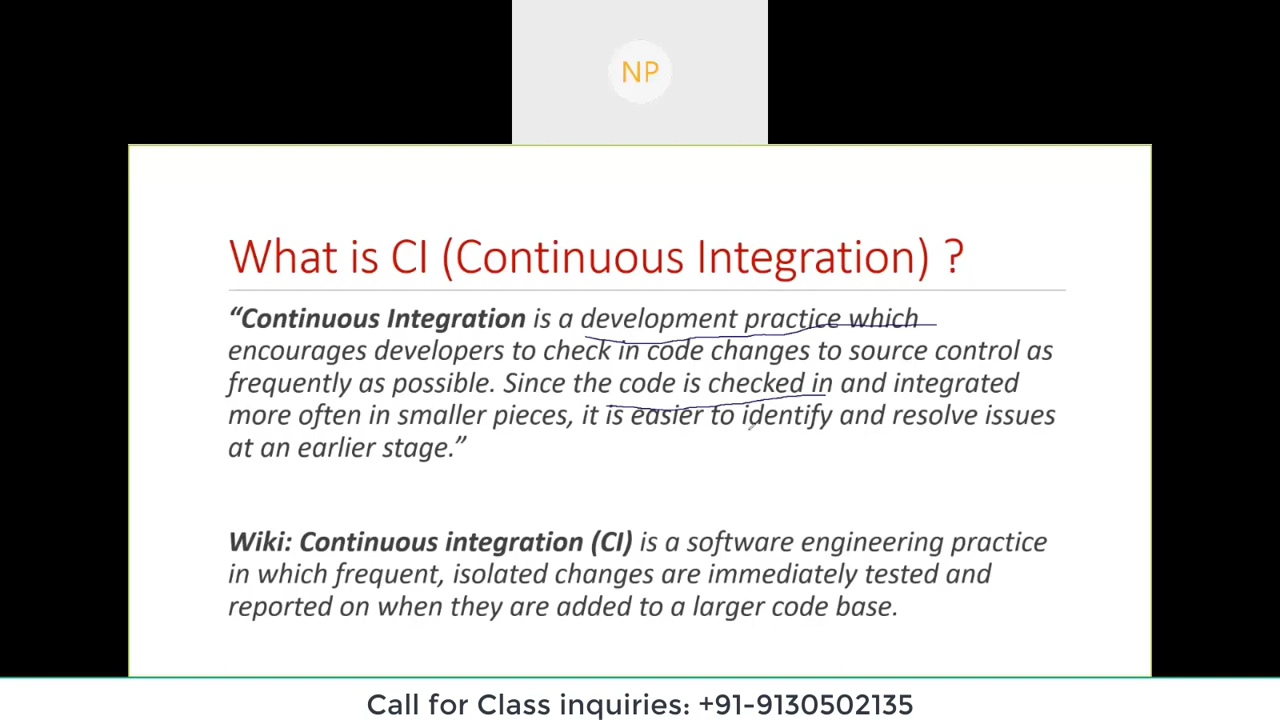 NP
What is CI (Continuous Integration) ?
“Continuous Integration is a development practice which
encourages developers to check in code changes to source control as
frequently as possible. Since the code is checked in and integrated
more often in smaller pieces, it is easier to identify and resolve issues
at an earlier stage.”
Wiki: Continuous integration (CI) is a software engineering practice
in which frequent, isolated changes are immediately tested and
reported on when they are added to a larger code base.
Call for Class inquiries: +91-9130502135